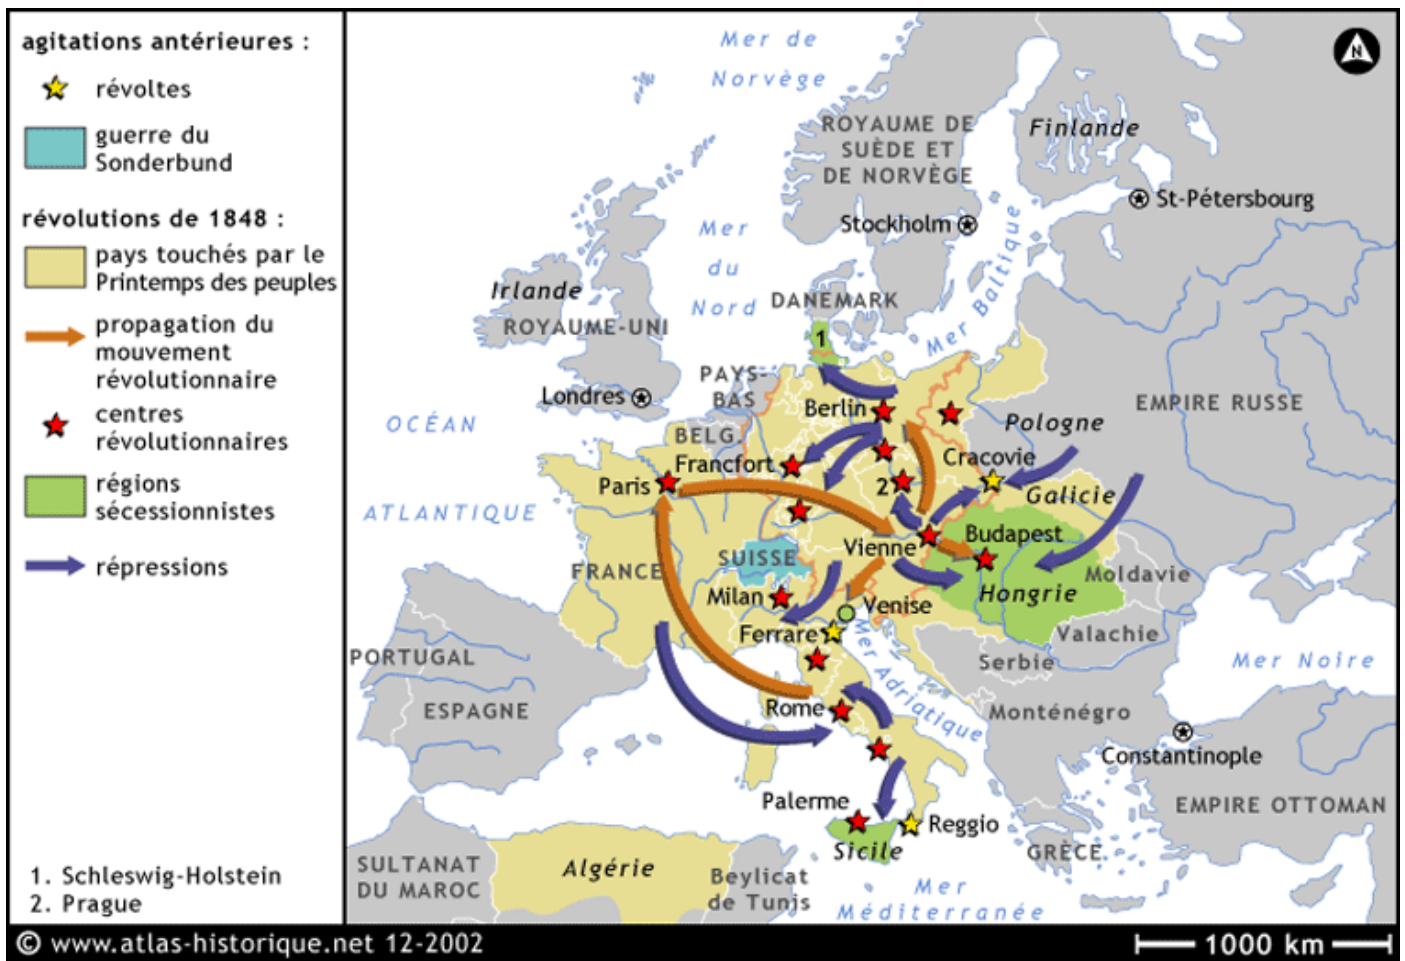 agitations antérieures :
révoltes
guerre du
Sonderbund
révolutions de 1848 :
pays touchés par le
Printemps des peuples
propagation du
mouvement
révolutionnaire
centres
révolutionnaires
régions
sécessionnistes
répressions
1. Schleswig-Holstein
2. Prague
Mer de
Norvège
N
ROYAUME DE
SUÈDE ET
DE NORVÈGE
Finlande
St-Pétersbourg
Stockholm
Mer
du
Nord
Mer Baltique
Irlande
ROYAUME-UNI
DANEMARK
1
Londres
PAYS-
BAS
Berlin
EMPIRE RUSSE
OCÉAN
ATLANTIQUE
BELG.
Pologne
Francfort
Cracovie
Paris
2
Galicie
Vienne
Budapest
SUISSE
FRANCE
Moldavie
Milan
Hongrie
Venise
Ferrare
Valachie
Serbie
Mer Adriatique
Mer Noire
PORTUGAL
ESPAGNE
Rome
Monténégro
Constantinople
Palerme
Reggio
EMPIRE OTTOMAN
Sicile
GRÈCE
SULTANAT
DU MAROC
Algérie
Beylicat
de Tunis
Mer
Méditerranée
© www.atlas-historique.net 12-2002
1000 km